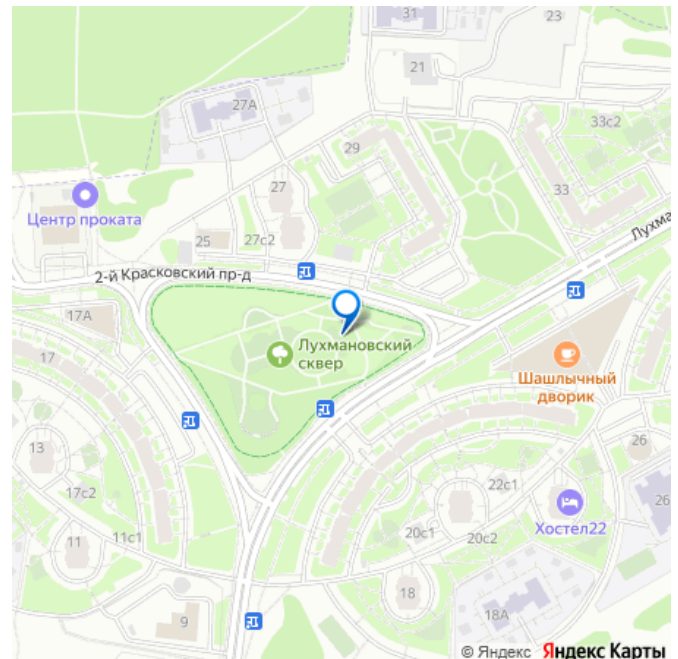 31
23
21
27А
33с2
29
27
33
Центр проката
25
27с2
Лухма
2-й Красковский пр-д
17А
Лухмановский
сквер
17
Шашлычный
дворик
13
26
22с1
17с2
26
Хостел22
11
11с1
20с1
20с2
18
9
18А
© Яндекс Яндекс Карты